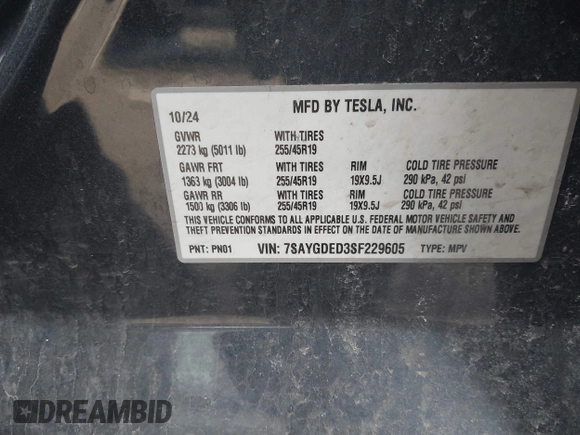 MFD BY TESLA, INC.
10/24
GVWR WITH TIRES
2273 kg (5011 lb) 255/45R19
GAWR FRT WITH TIRES RIM COLD TIRE PRESSURE
1363 kg (3004 lb) 255/45R19 19X9.5J 290 kPa, 42 psi
GAWR RR WITH TIRES RIM COLD TIRE PRESSURE
1500 kg (3306 lb) 255/45R19 19X9.5J 290 kPa, 42 psi
THIS VEHICLE CONFORMS TO ALL APPLICABLE U.S. FEDERAL MOTOR VEHICLE SAFETY AND
THEFT PREVENTION STANDARDS IN EFFECT ON THE DATE OF MANUFACTURE SHOWN ABOVE.
PNT: PN01 VIN: 7SAYGDED3SF229605 TYPE: MPV
DREAMBID